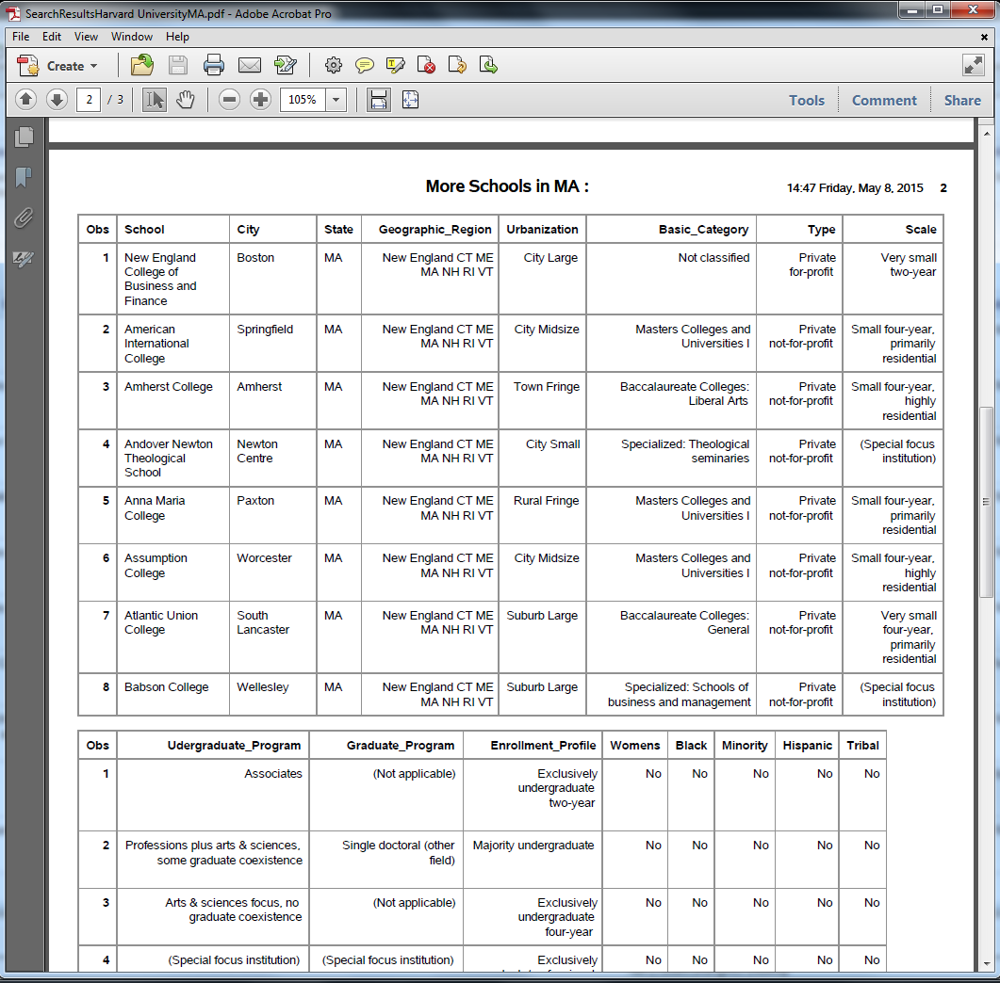 SearchResultsHarvard UniversityMA.pdf - Adobe Acrobat Pro
File Edit View Window Help
Create
2 / 3 105% Tools Comment Share
More Schools in MA :
14:47 Friday, May 8, 2015 2
Obs School City State Geographic_Region Urbanization Basic_Category Type Scale
1 New England Boston MA New England CT ME City Large Not classified Private Very small
College of MA NH RI VT for-profit two-year
Business and
Finance
2 American Springfield MA New England CT ME City Midsize Masters Colleges and Private Small four-year,
International MA NH RI VT Universities I not-for-profit primarily
College residential
3 Amherst College Amherst MA New England CT ME Town Fringe Baccalaureate Colleges: Private Small four-year,
MA NH RI VT Liberal Arts not-for-profit highly
residential
4 Andover Newton Newton MA New England CT ME City Small Specialized: Theological Private (Special focus
Theological Centre MA NH RI VT seminaries not-for-profit institution)
School
5 Anna Maria Paxton MA New England CT ME Rural Fringe Masters Colleges and Private Small four-year,
College MA NH RI VT Universities I not-for-profit primarily
residential
6 Assumption Worcester MA New England CT ME City Midsize Masters Colleges and Private Small four-year,
College MA NH RI VT Universities I not-for-profit highly
residential
7 Atlantic Union South MA New England CT ME Suburb Large Baccalaureate Colleges: Private Very small
College Lancaster MA NH RI VT General not-for-profit four-year,
primarily
residential
8 Babson College Wellesley MA New England CT ME Suburb Large Specialized: Schools of Private (Special focus
MA NH RI VT business and management not-for-profit institution)
Obs Udergraduate_Program Graduate_Program Enrollment_Profile Womens Black Minority Hispanic Tribal
1 Associates (Not applicable) Exclusively No No No No No
undergraduate
two-year
2 Professions plus arts & sciences, Single doctoral (other Majority undergraduate No No No No No
some graduate coexistence field)
3 Arts & sciences focus, no (Not applicable) Exclusively No No No No No
graduate coexistence undergraduate
four-year
4 (Special focus institution) (Special focus institution) Exclusively No No No No No